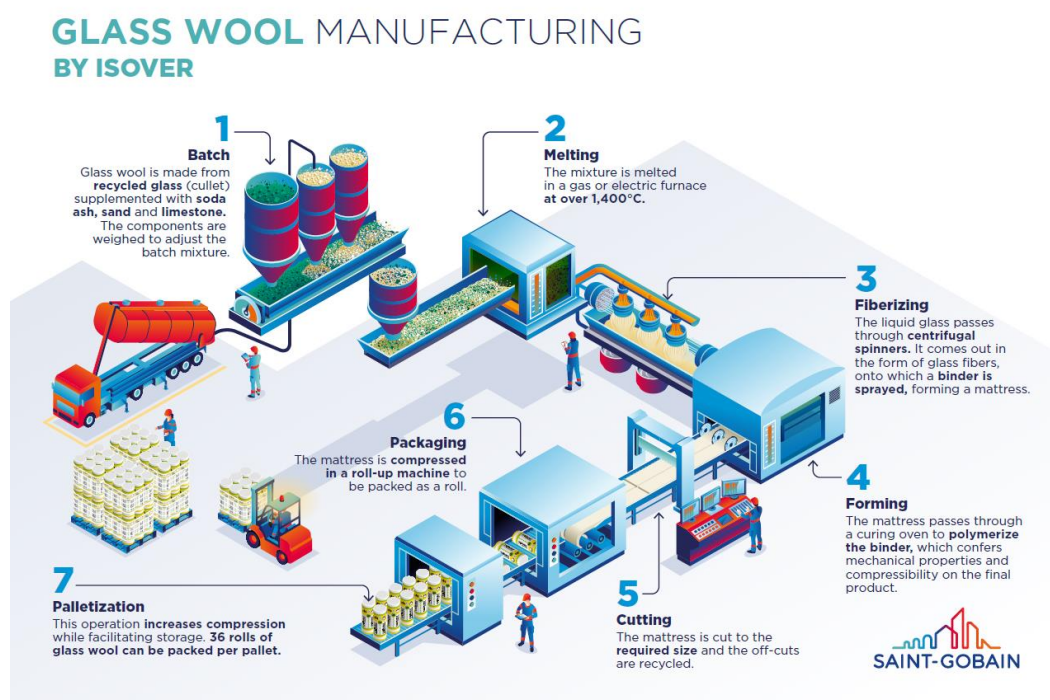 GLASS WOOL MANUFACTURING
BY ISOVER
1
Batch
Glass wool is made from
recycled glass (cullet)
supplemented with soda
ash, sand and limestone.
The components are
weighed to adjust the
batch mixture.
2
Melting
The mixture is melted
in a gas or electric furnace
at over 1,400°C.
3
Fiberizing
The liquid glass passes
through centrifugal
spinners. It comes out in
the form of glass fibers,
onto which a binder is
sprayed, forming a mattress.
4
Forming
The mattress passes through
a curing oven to polymerize
the binder, which confers
mechanical properties and
compressibility on the final
product.
5
Cutting
The mattress is cut to the
required size and the off-cuts
are recycled.
6
Packaging
The mattress is compressed
in a roll-up machine to
be packed as a roll.
7
Palletization
This operation increases compression
while facilitating storage. 36 rolls of
glass wool can be packed per pallet.
SAINT-GOBAIN